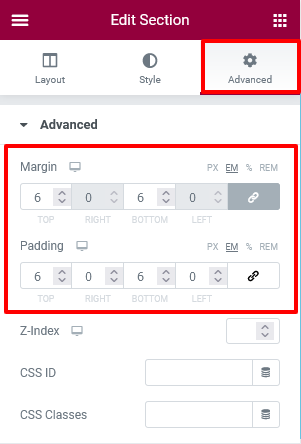 Edit Section
Layout Style Advanced
Advanced
Margin PX EM % REM
6 0 6 0
TOP RIGHT BOTTOM LEFT
Padding PX EM % REM
6 0 6 0
TOP RIGHT BOTTOM LEFT
Z-Index
CSS ID
CSS Classes